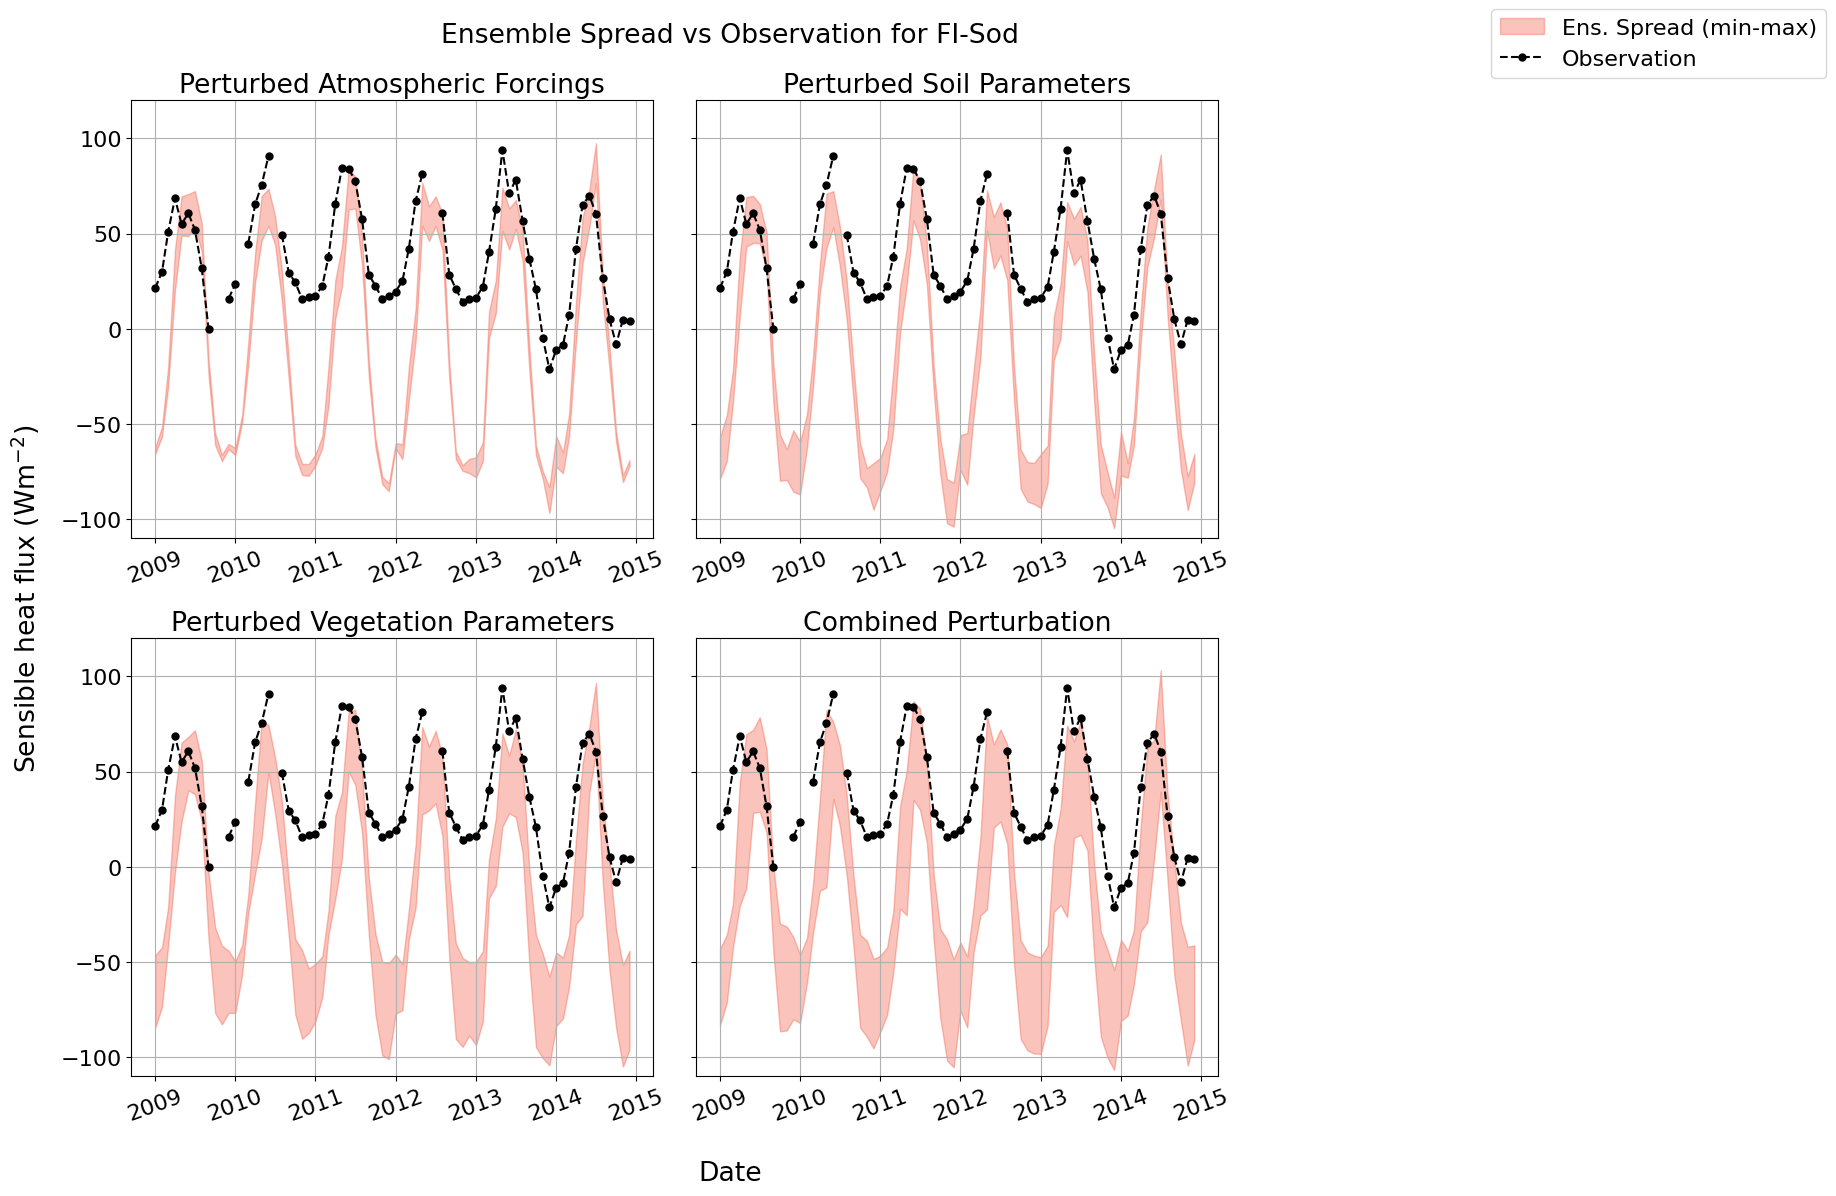 Ensemble Spread vs Observation for FI-Sod
Ens. Spread (min-max)
Observation
Perturbed Atmospheric Forcings
Perturbed Soil Parameters
100
50
0
−50
−100
2009 2010 2011 2012 2013 2014 2015
2009 2010 2011 2012 2013 2014 2015
Sensible heat flux (Wm⁻²)
Perturbed Vegetation Parameters
Combined Perturbation
100
50
0
−50
−100
2009 2010 2011 2012 2013 2014 2015
2009 2010 2011 2012 2013 2014 2015
Date